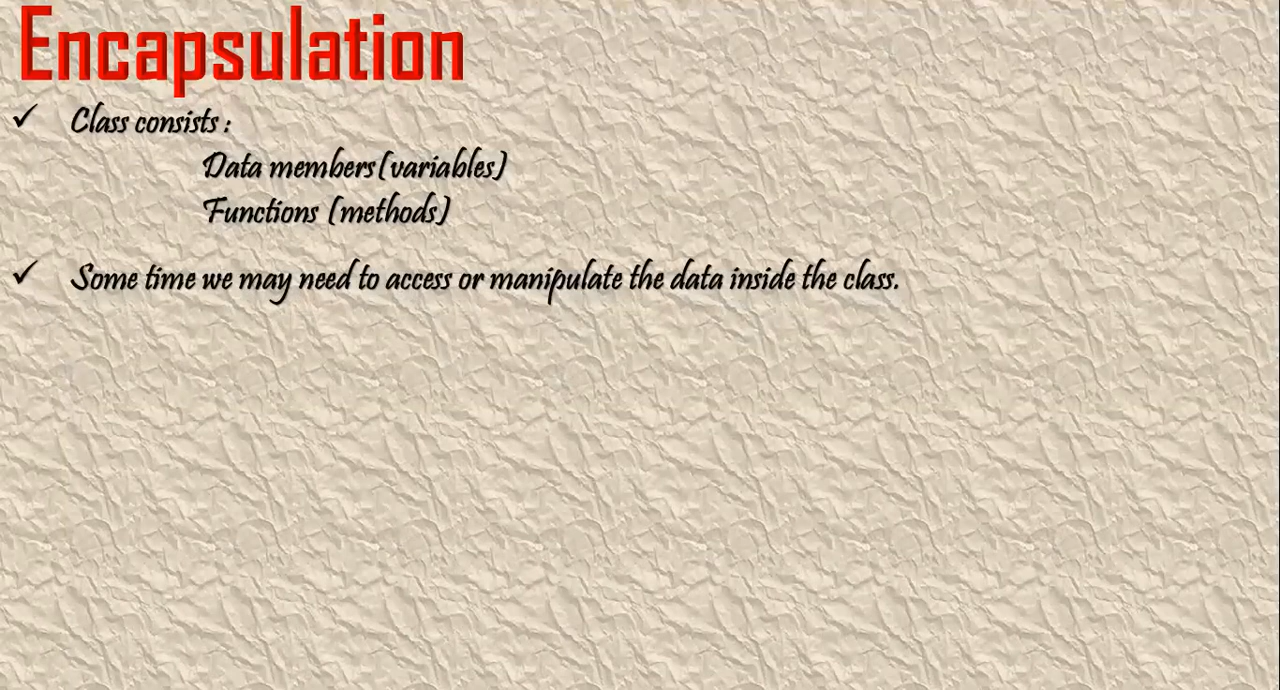 Encapsulation
✓ Class consists :
Data members(variables)
Functions (methods)
✓ Some time we may need to access or manipulate the data inside the class.